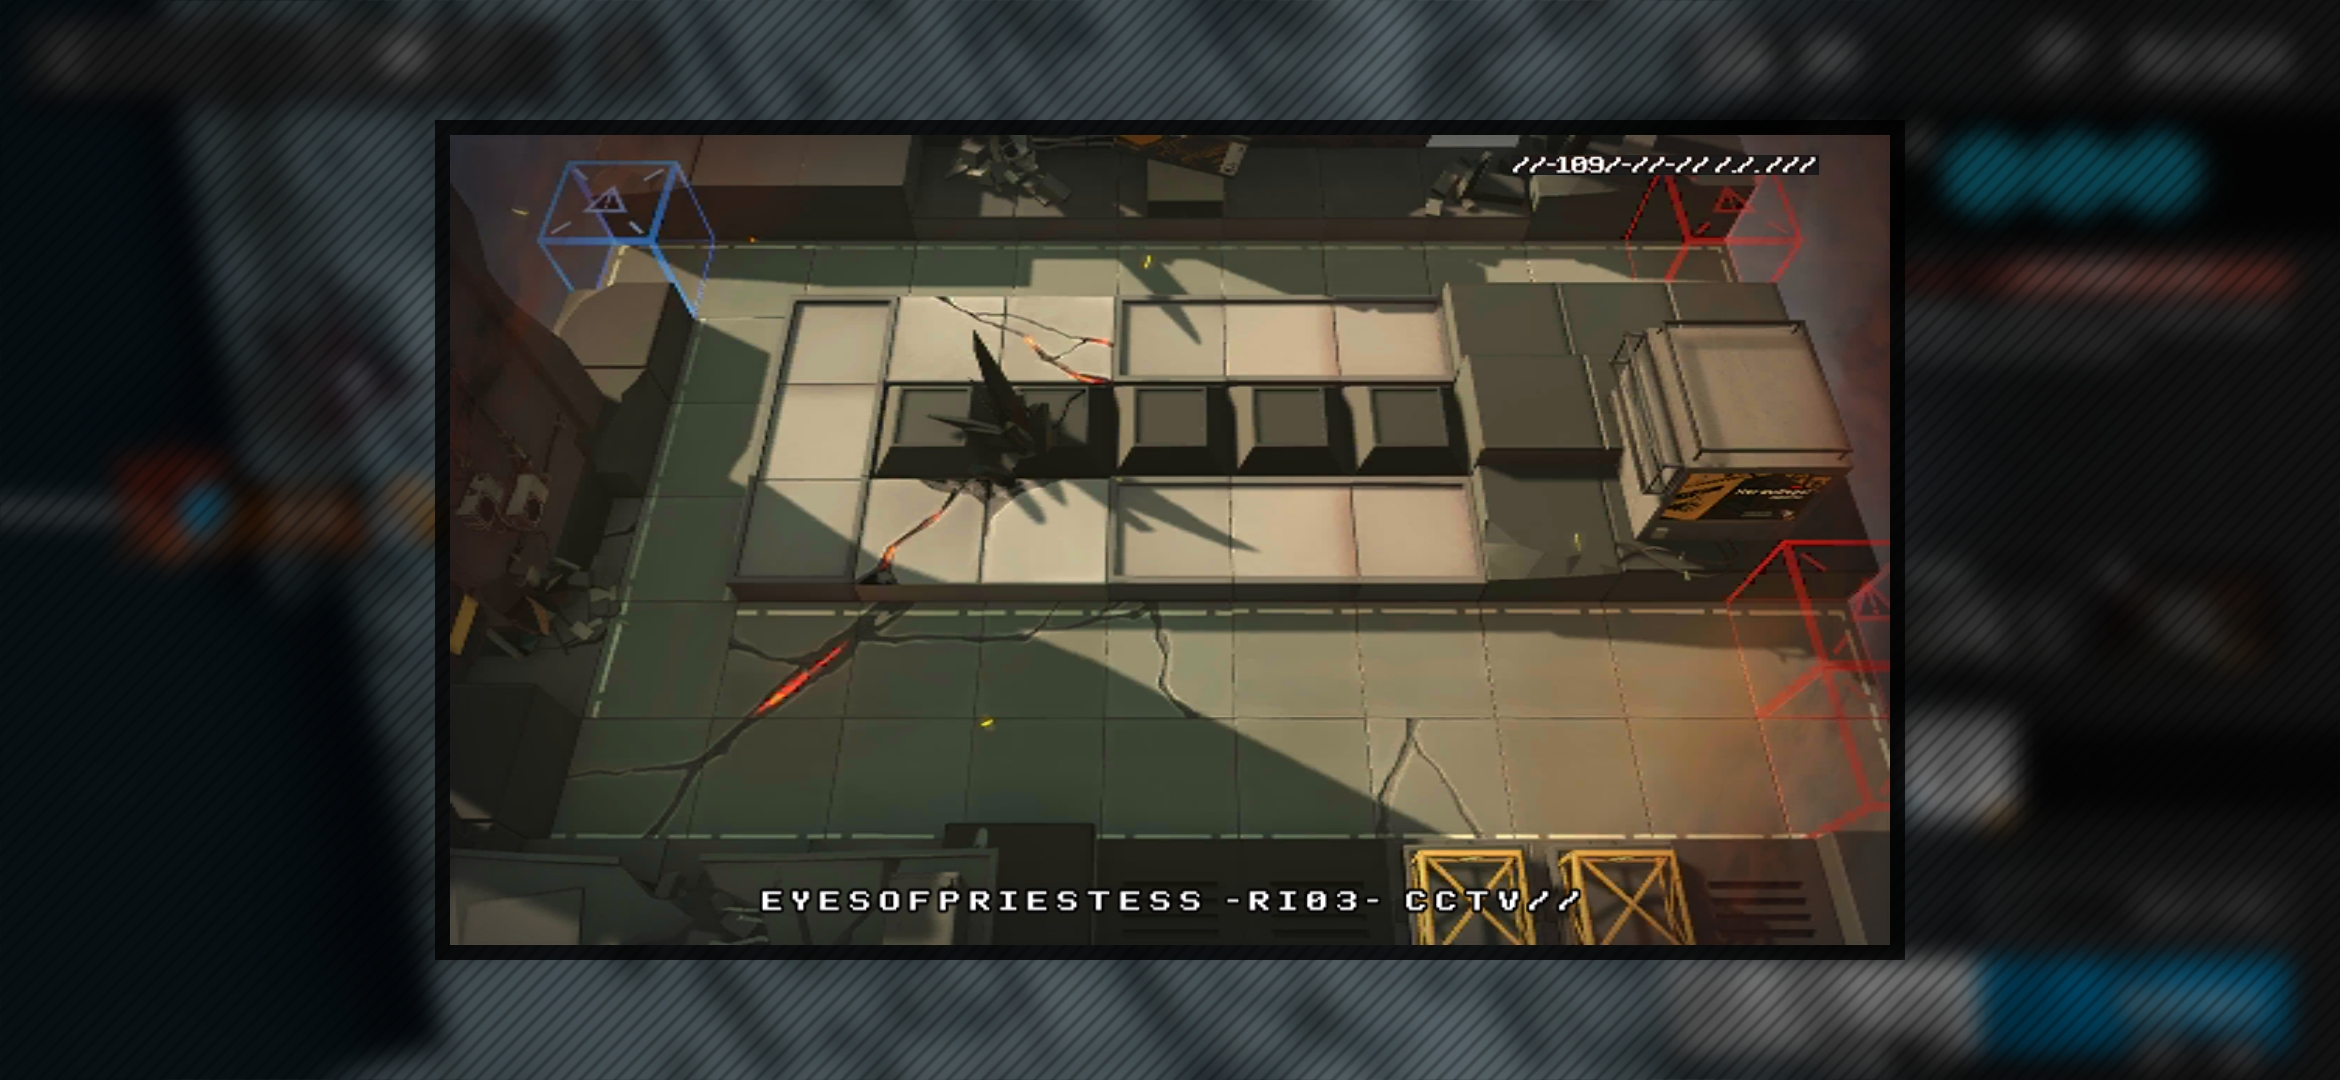 //-109/-//-// /././//
EYESOFPRIESTESS -RI03- CCTV//